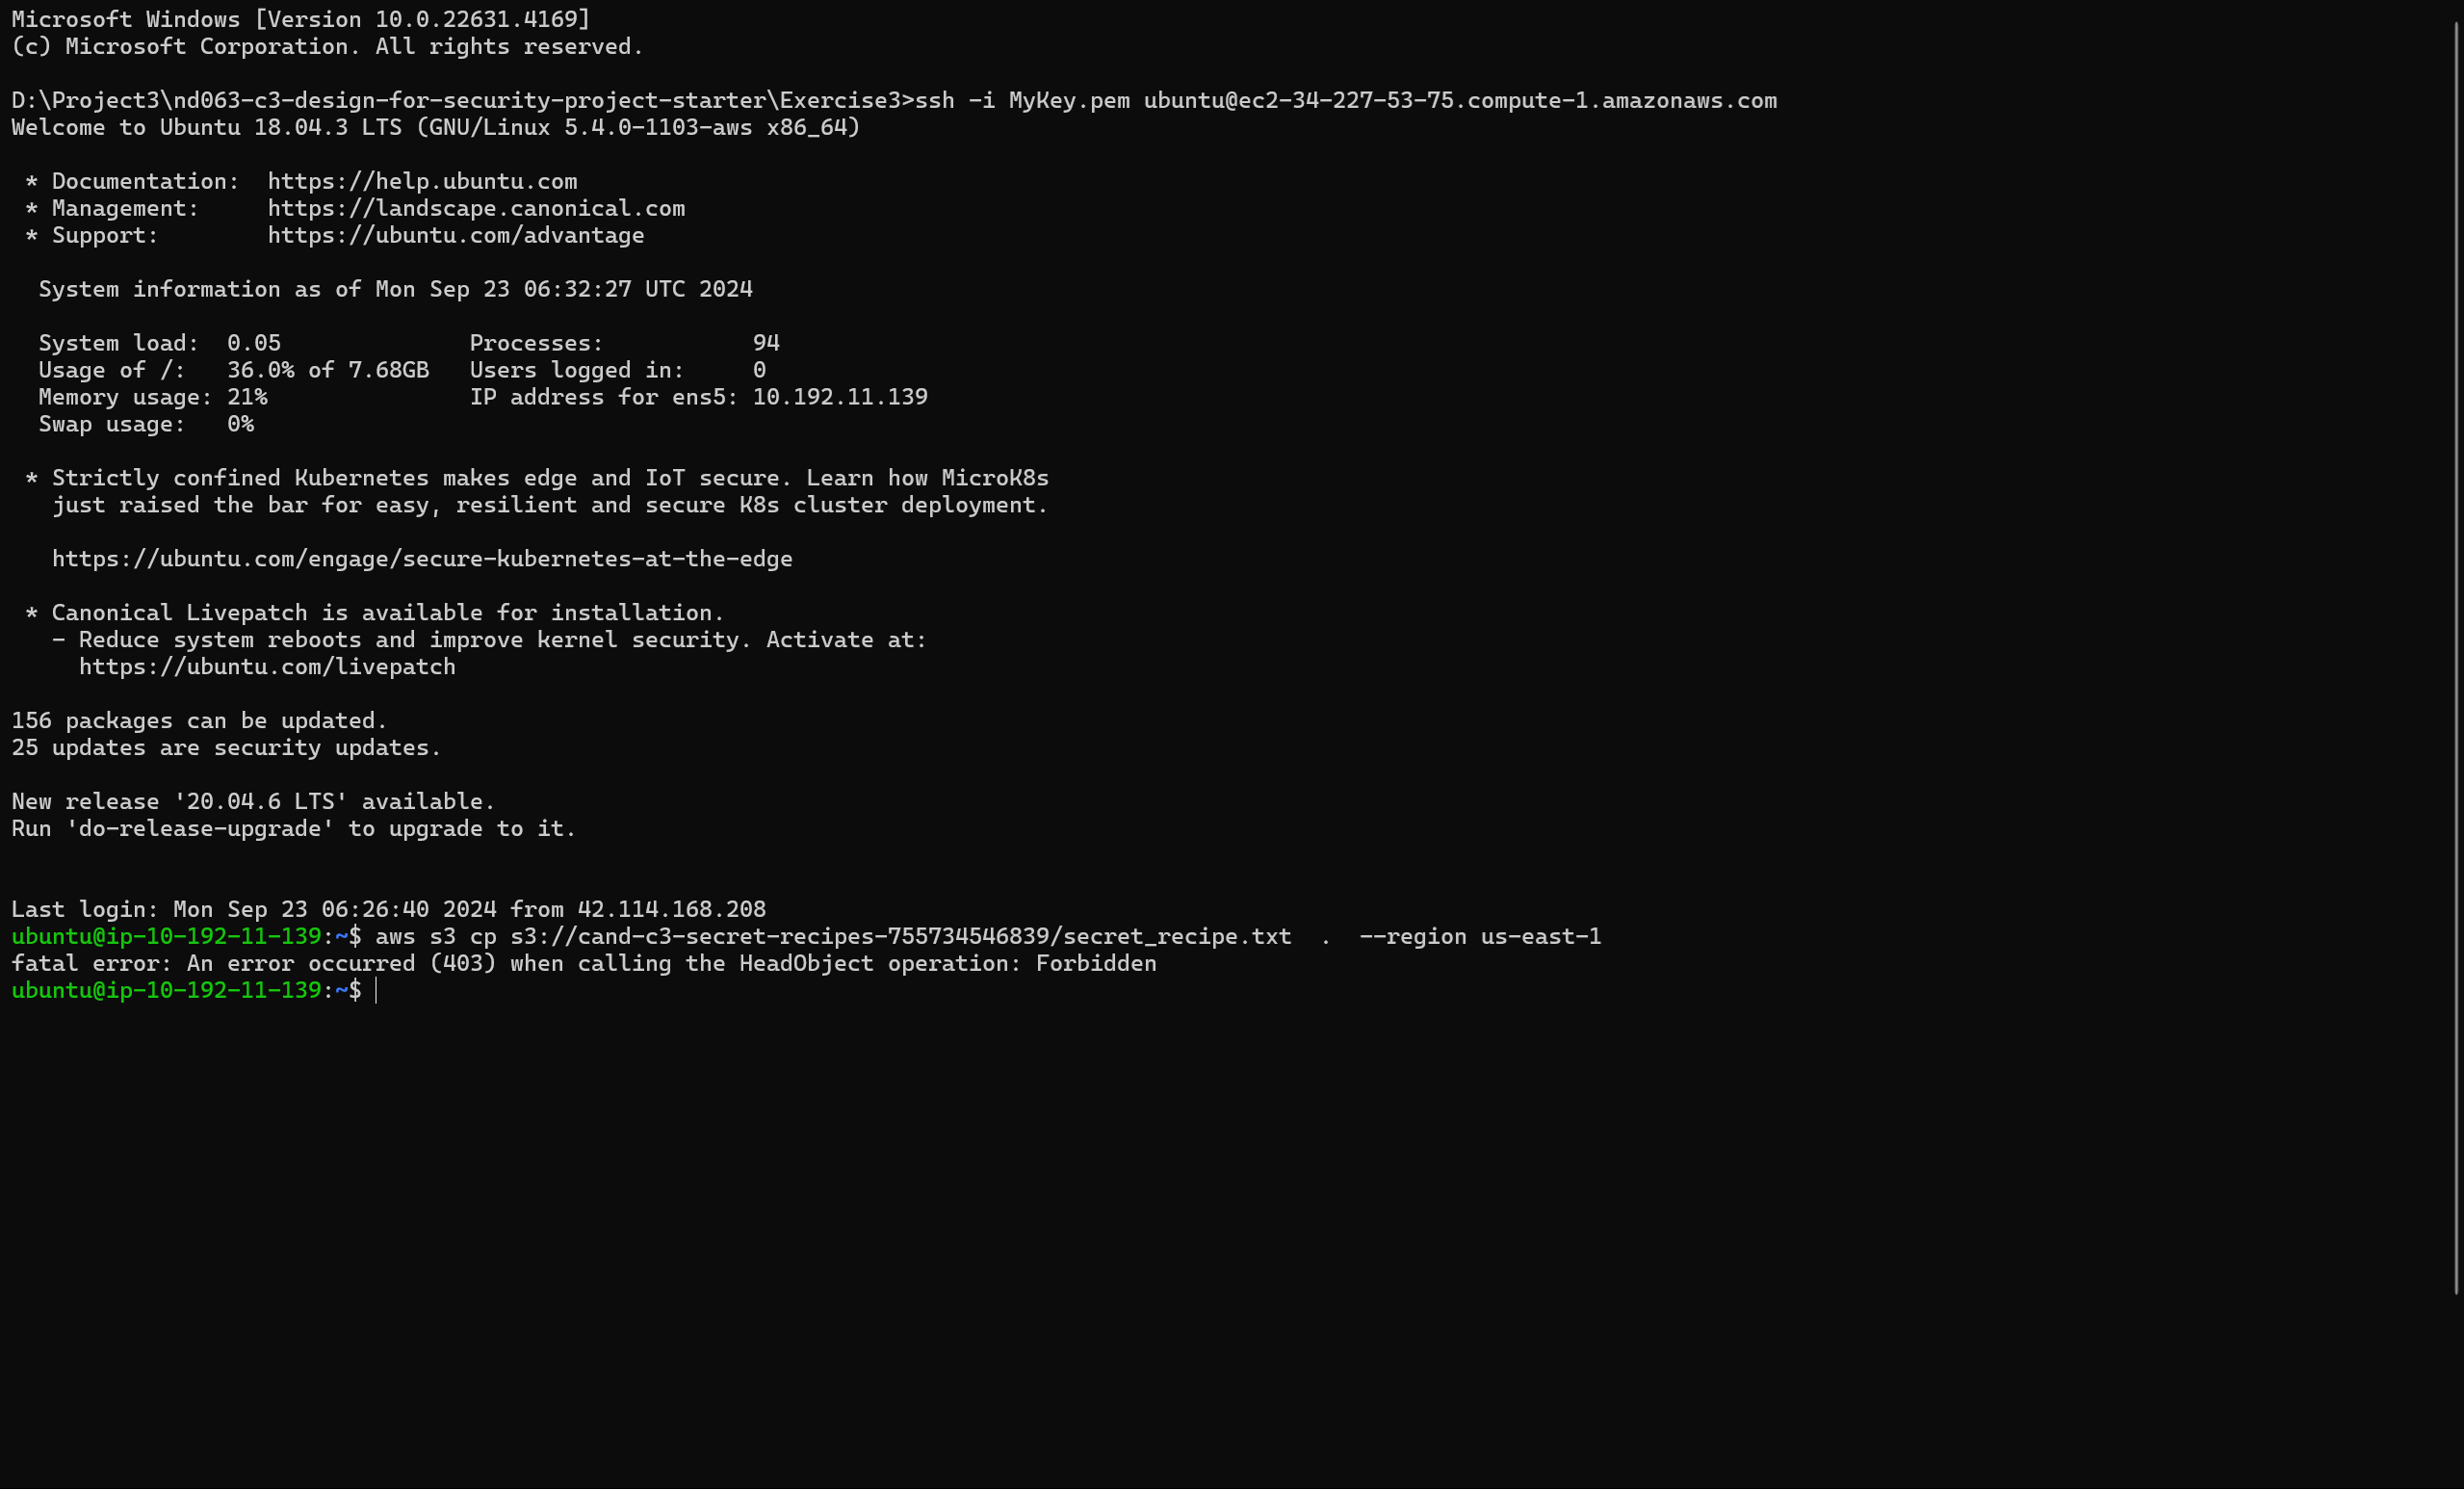 Microsoft Windows [Version 10.0.22631.4169]
(c) Microsoft Corporation. All rights reserved.
D:\Project3\nd063-c3-design-for-security-project-starter\Exercise3>ssh -i MyKey.pem ubuntu@ec2-34-227-53-75.compute-1.amazonaws.com
Welcome to Ubuntu 18.04.3 LTS (GNU/Linux 5.4.0-1103-aws x86_64)
* Documentation:  https://help.ubuntu.com
* Management:     https://landscape.canonical.com
* Support:        https://ubuntu.com/advantage
System information as of Mon Sep 23 06:32:27 UTC 2024
System load:  0.05              Processes:           94
Usage of /:   36.0% of 7.68GB   Users logged in:     0
Memory usage: 21%               IP address for ens5: 10.192.11.139
Swap usage:   0%
* Strictly confined Kubernetes makes edge and IoT secure. Learn how MicroK8s
just raised the bar for easy, resilient and secure K8s cluster deployment.
https://ubuntu.com/engage/secure-kubernetes-at-the-edge
* Canonical Livepatch is available for installation.
- Reduce system reboots and improve kernel security. Activate at:
https://ubuntu.com/livepatch
156 packages can be updated.
25 updates are security updates.
New release '20.04.6 LTS' available.
Run 'do-release-upgrade' to upgrade to it.
Last login: Mon Sep 23 06:26:40 2024 from 42.114.168.208
ubuntu@ip-10-192-11-139:~$ aws s3 cp s3://cand-c3-secret-recipes-755734546839/secret_recipe.txt  .  --region us-east-1
fatal error: An error occurred (403) when calling the HeadObject operation: Forbidden
ubuntu@ip-10-192-11-139:~$